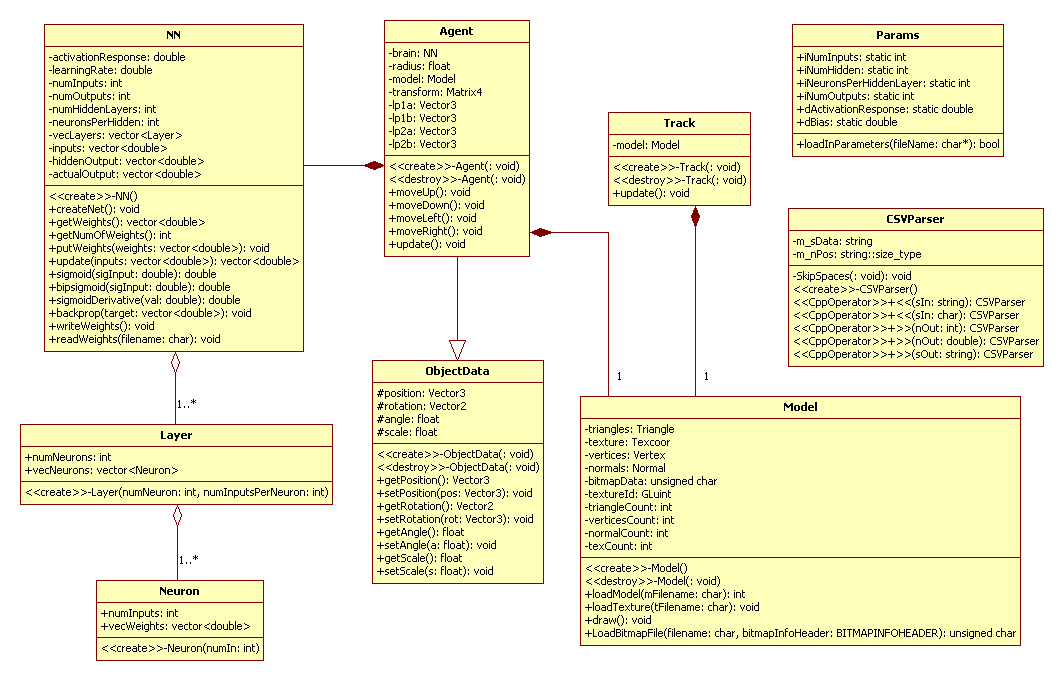 NN
-activationResponse: double
-learningRate: double
-numInputs: int
-numOutputs: int
-numHiddenLayers: int
-neuronsPerHidden: int
-vecLayers: vector<Layer>
-inputs: vector<double>
-hiddenOutput: vector<double>
-actualOutput: vector<double>
<<create>>-NN()
+createNet(): void
+getWeights(): vector<double>
+getNumOfWeights(): int
+putWeights(weights: vector<double>): void
+update(inputs: vector<double>): vector<double>
+sigmoid(sigInput: double): double
+bipsigmoid(sigInput: double): double
+sigmoidDerivative(val: double): double
+backprop(target: vector<double>): void
+writeWeights(): void
+readWeights(filename: char): void
1..*
Layer
+numNeurons: int
+vecNeurons: vector<Neuron>
<<create>>-Layer(numNeuron: int, numInputsPerNeuron: int)
1..*
Neuron
+numInputs: int
+vecWeights: vector<double>
<<create>>-Neuron(numIn: int)
Agent
-brain: NN
-radius: float
-model: Model
-transform: Matrix4
-lp1a: Vector3
-lp1b: Vector3
-lp2a: Vector3
-lp2b: Vector3
<<create>>-Agent(: void)
<<destroy>>-Agent(: void)
+moveUp(): void
+moveDown(): void
+moveLeft(): void
+moveRight(): void
+update(): void
ObjectData
#position: Vector3
#rotation: Vector2
#angle: float
#scale: float
<<create>>-ObjectData(: void)
<<destroy>>-ObjectData(: void)
+getPosition(): Vector3
+setPosition(pos: Vector3): void
+getRotation(): Vector2
+setRotation(rot: Vector3): void
+getAngle(): float
+setAngle(a: float): void
+getScale(): float
+setScale(s: float): void
Track
-model: Model
<<create>>-Track(: void)
<<destroy>>-Track(: void)
+update(): void
1
1
Params
+iNumInputs: static int
+iNumHidden: static int
+iNeuronsPerHiddenLayer: static int
+iNumOutputs: static int
+dActivationResponse: static double
+dBias: static double
+loadInParameters(fileName: char*): bool
CSVParser
-m_sData: string
-m_nPos: string::size_type
-SkipSpaces(: void): void
<<create>>-CSVParser()
<<CppOperator>>+<<(sIn: string): CSVParser
<<CppOperator>>+<<(sIn: char): CSVParser
<<CppOperator>>+>>(nOut: int): CSVParser
<<CppOperator>>+>>(nOut: double): CSVParser
<<CppOperator>>+>>(sOut: string): CSVParser
Model
-triangles: Triangle
-texture: Texcoor
-vertices: Vertex
-normals: Normal
-bitmapData: unsigned char
-textureId: GLuint
-triangleCount: int
-verticesCount: int
-normalCount: int
-texCount: int
<<create>>-Model()
<<destroy>>-Model(: void)
+loadModel(mFilename: char): int
+loadTexture(tFilename: char): void
+draw(): void
+LoadBitmapFile(filename: char, bitmapInfoHeader: BITMAPINFOHEADER): unsigned char